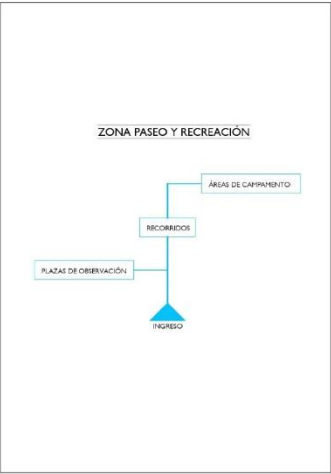 ZONA PASEO Y RECREACIÓN
ÁREAS DE CAMPAMENTO
RECORRIDOS
PLAZAS DE OBSERVACIÓN
INGRESO